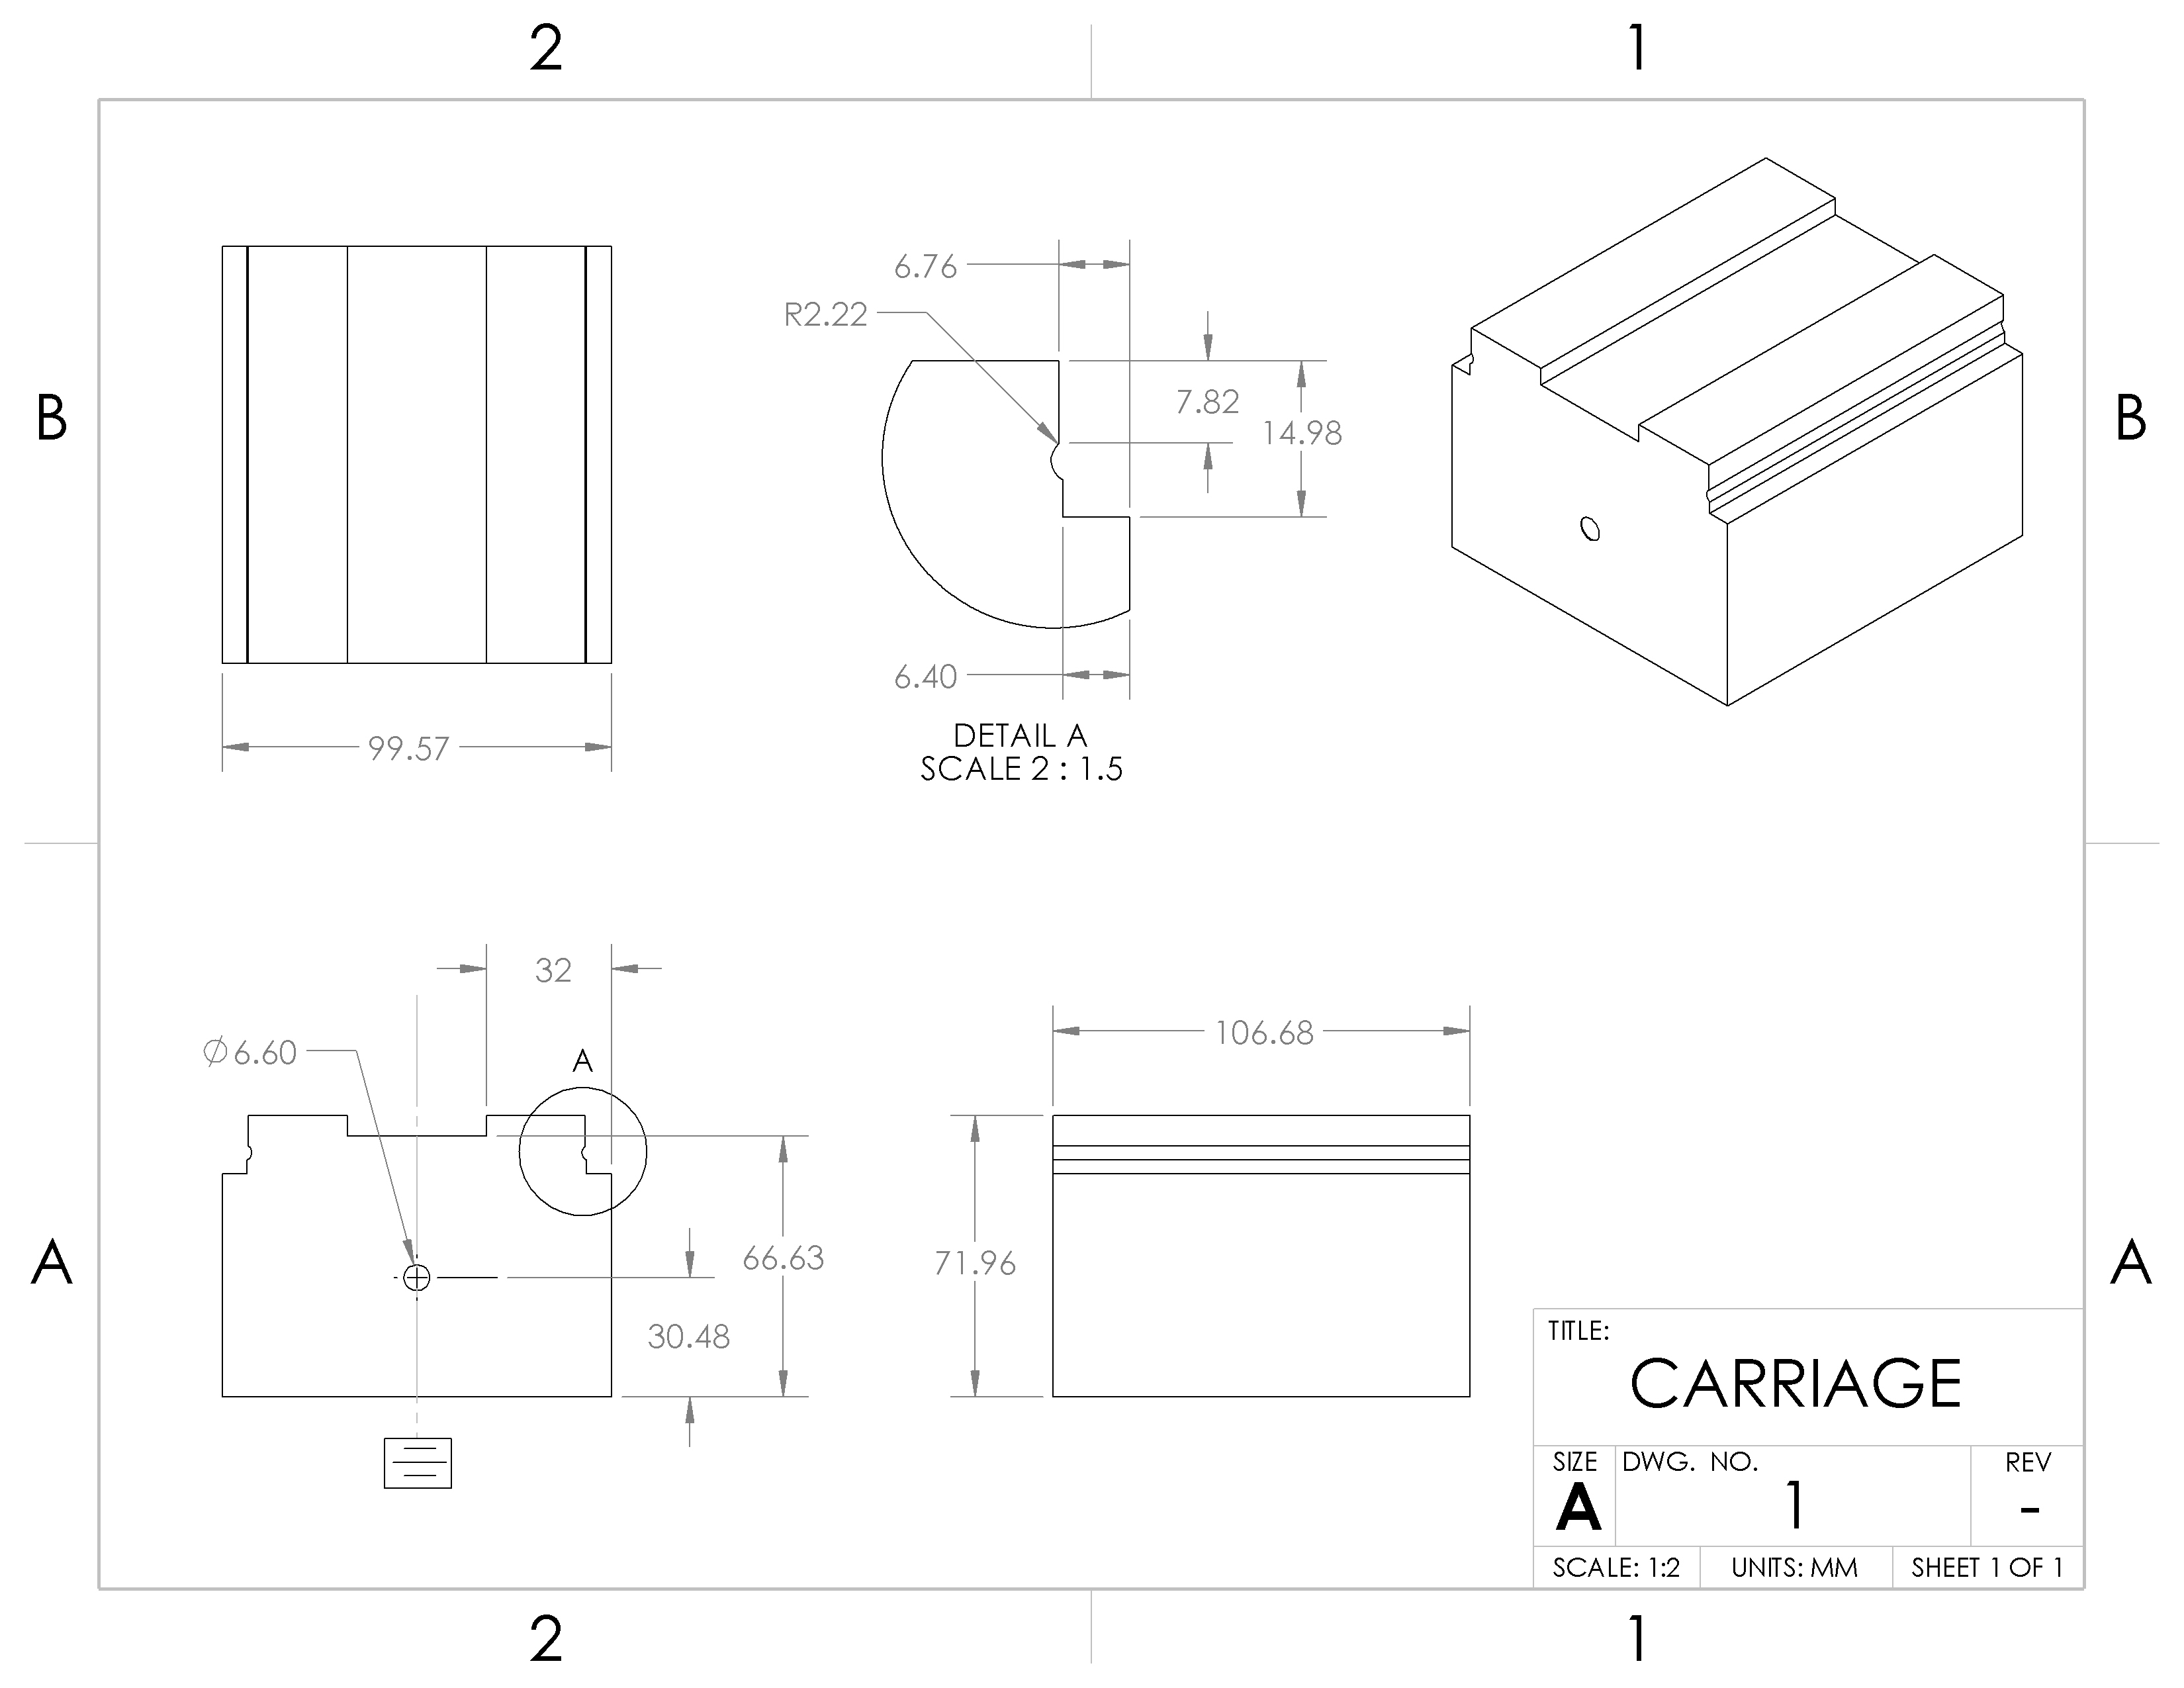 2
1
B
B
6.76
R2.22
7.82
14.98
6.40
99.57
DETAIL A
SCALE 2 : 1.5
32
∅6.60
A
106.68
66.63
71.96
30.48
A
A
TITLE:
CARRIAGE
SIZE
A
DWG. NO.
1
REV
-
SCALE: 1:2
UNITS: MM
SHEET 1 OF 1
2
1